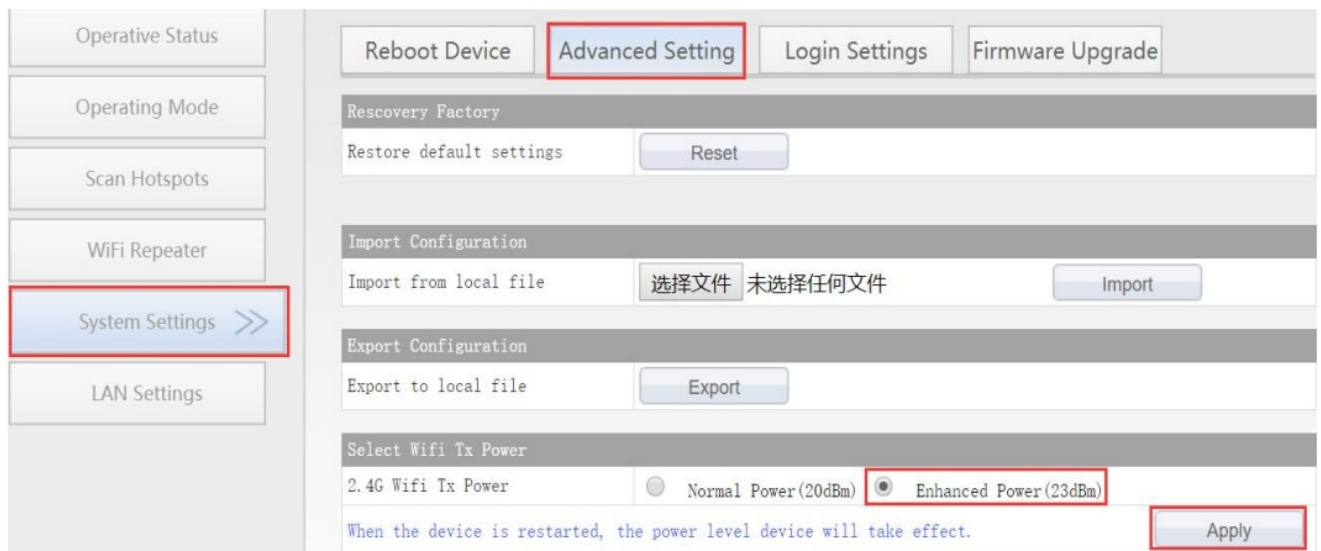 Operative Status
Operating Mode
Scan Hotspots
WiFi Repeater
System Settings
LAN Settings
Reboot Device Advanced Setting Login Settings Firmware Upgrade
Rescovery Factory
Restore default settings Reset
Import Configuration
Import from local file 选择文件 未选择任何文件 Import
Export Configuration
Export to local file Export
Select Wifi Tx Power
2.4G Wifi Tx Power Normal Power(20dBm) Enhanced Power(23dBm)
When the device is restarted, the power level device will take effect. Apply